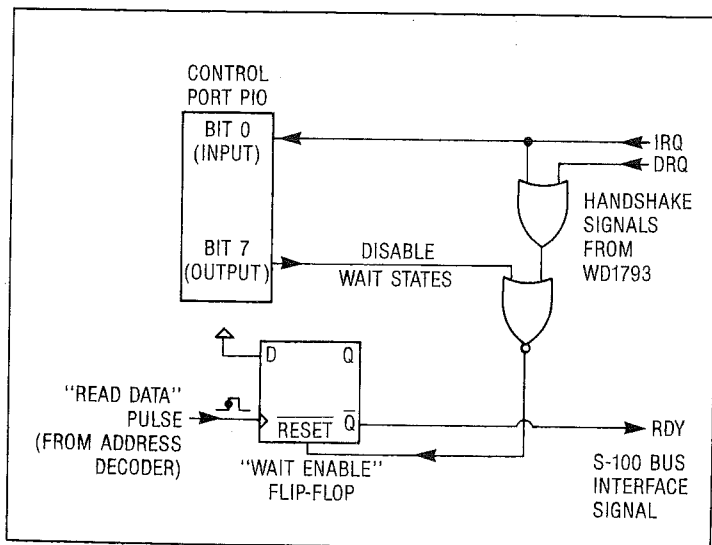 CONTROL
PORT PIO
BIT 0
(INPUT)
IRQ
DRQ
HANDSHAKE
SIGNALS
FROM
WD1793
BIT 7
(OUTPUT)
DISABLE
WAIT STATES
D
Q
"READ DATA"
PULSE
(FROM ADDRESS
DECODER)
RESET
Q
"WAIT ENABLE"
FLIP-FLOP
RDY
S-100 BUS
INTERFACE
SIGNAL